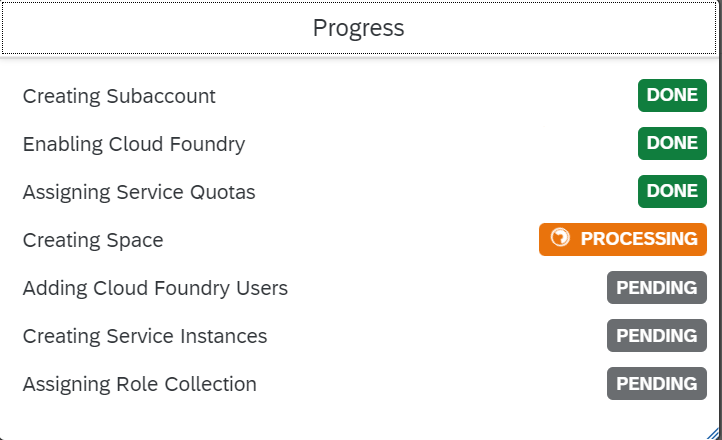 Progress
Creating Subaccount DONE
Enabling Cloud Foundry DONE
Assigning Service Quotas DONE
Creating Space PROCESSING
Adding Cloud Foundry Users PENDING
Creating Service Instances PENDING
Assigning Role Collection PENDING